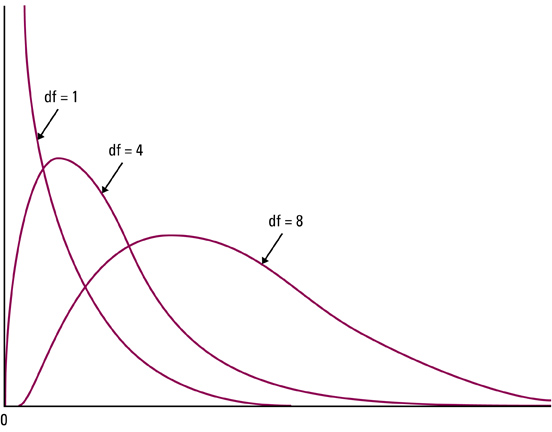 df = 1
df = 4
df = 8
0